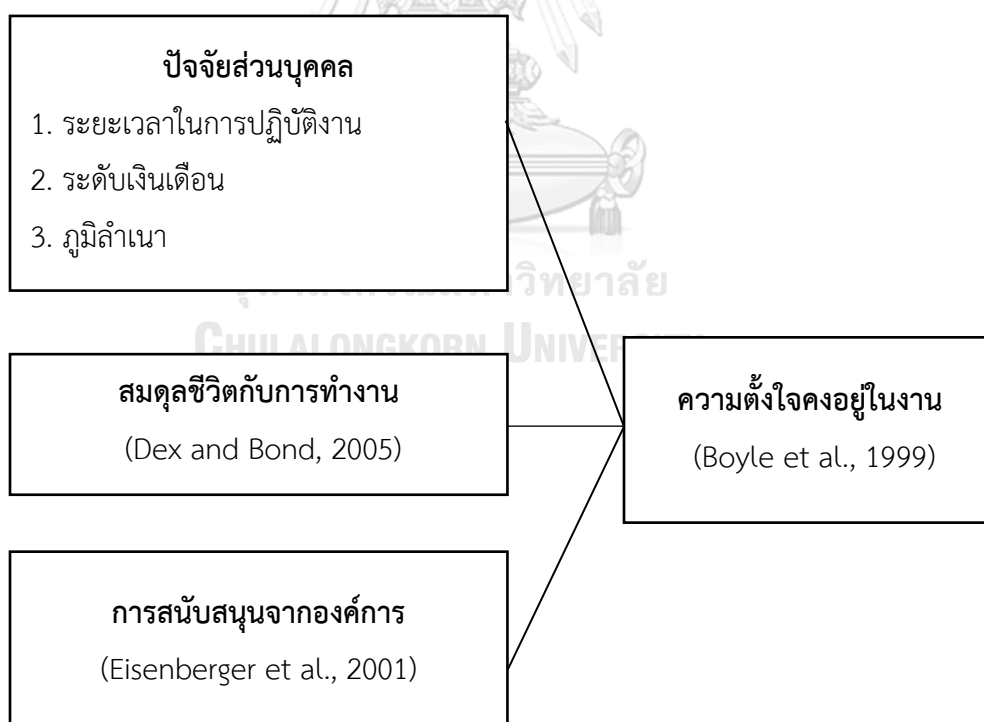 ปัจจัยส่วนบุคคล
1. ระยะเวลาในการปฏิบัติงาน
2. ระดับเงินเดือน
3. ภูมิลำเนา
CHULALONGKORN UNIVERSITY
สมดุลชีวิตกับการทำงาน
(Dex and Bond, 2005)
ความตั้งใจคงอยู่ในงาน
(Boyle et al., 1999)
การสนับสนุนจากองค์การ
(Eisenberger et al., 2001)